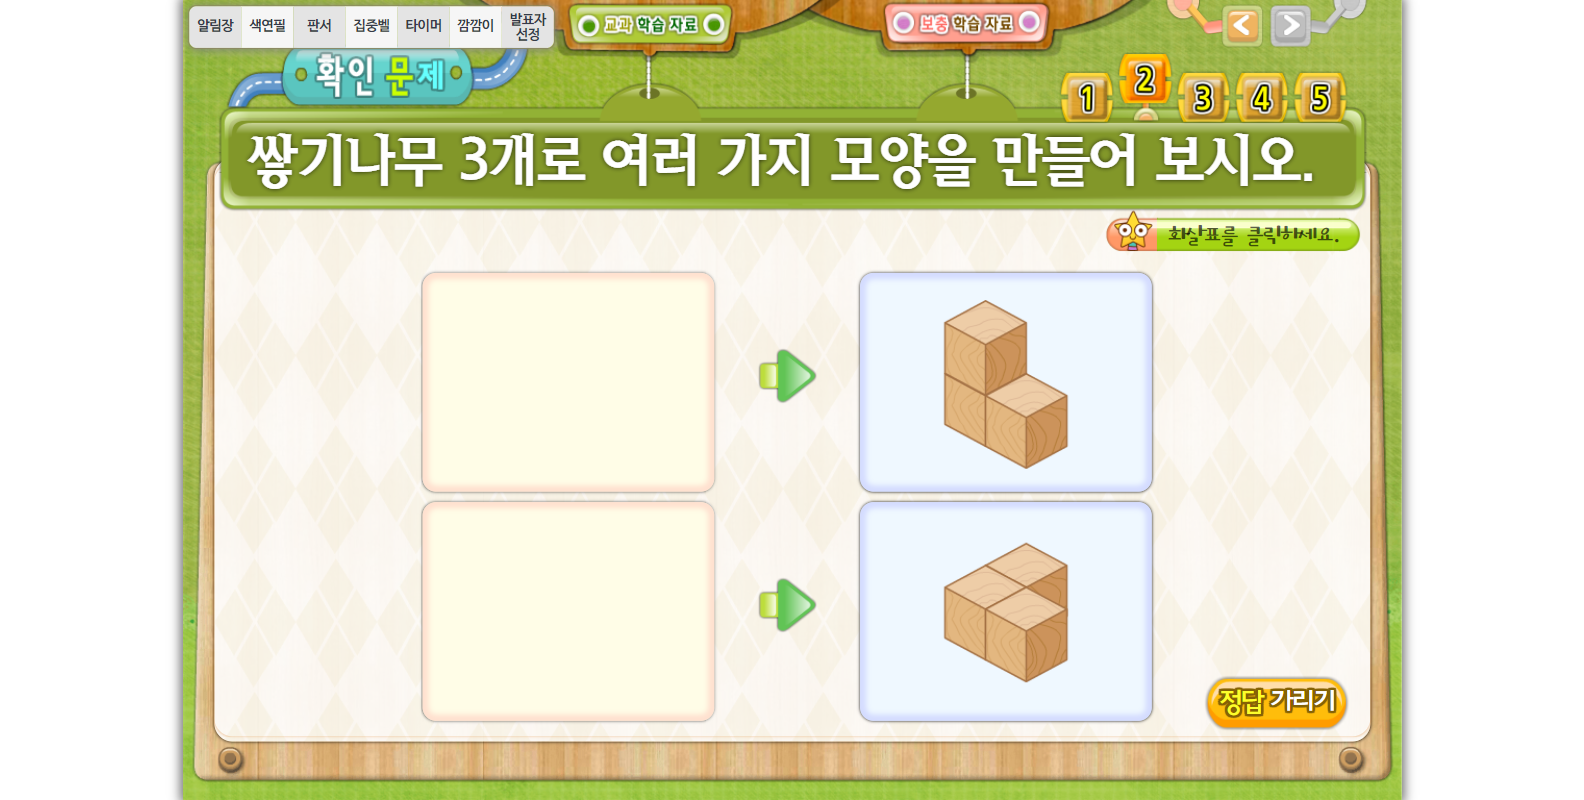 알림장 색연필 판서 집중벨 타이머 깜깜이 발표자
선정
교과 학습 자료
보충 학습 자료
확인 문제
1 2 3 4 5
쌓기나무 3개로 여러 가지 모양을 만들어 보시오.
화살표를 클릭하세요.
정답 가리기